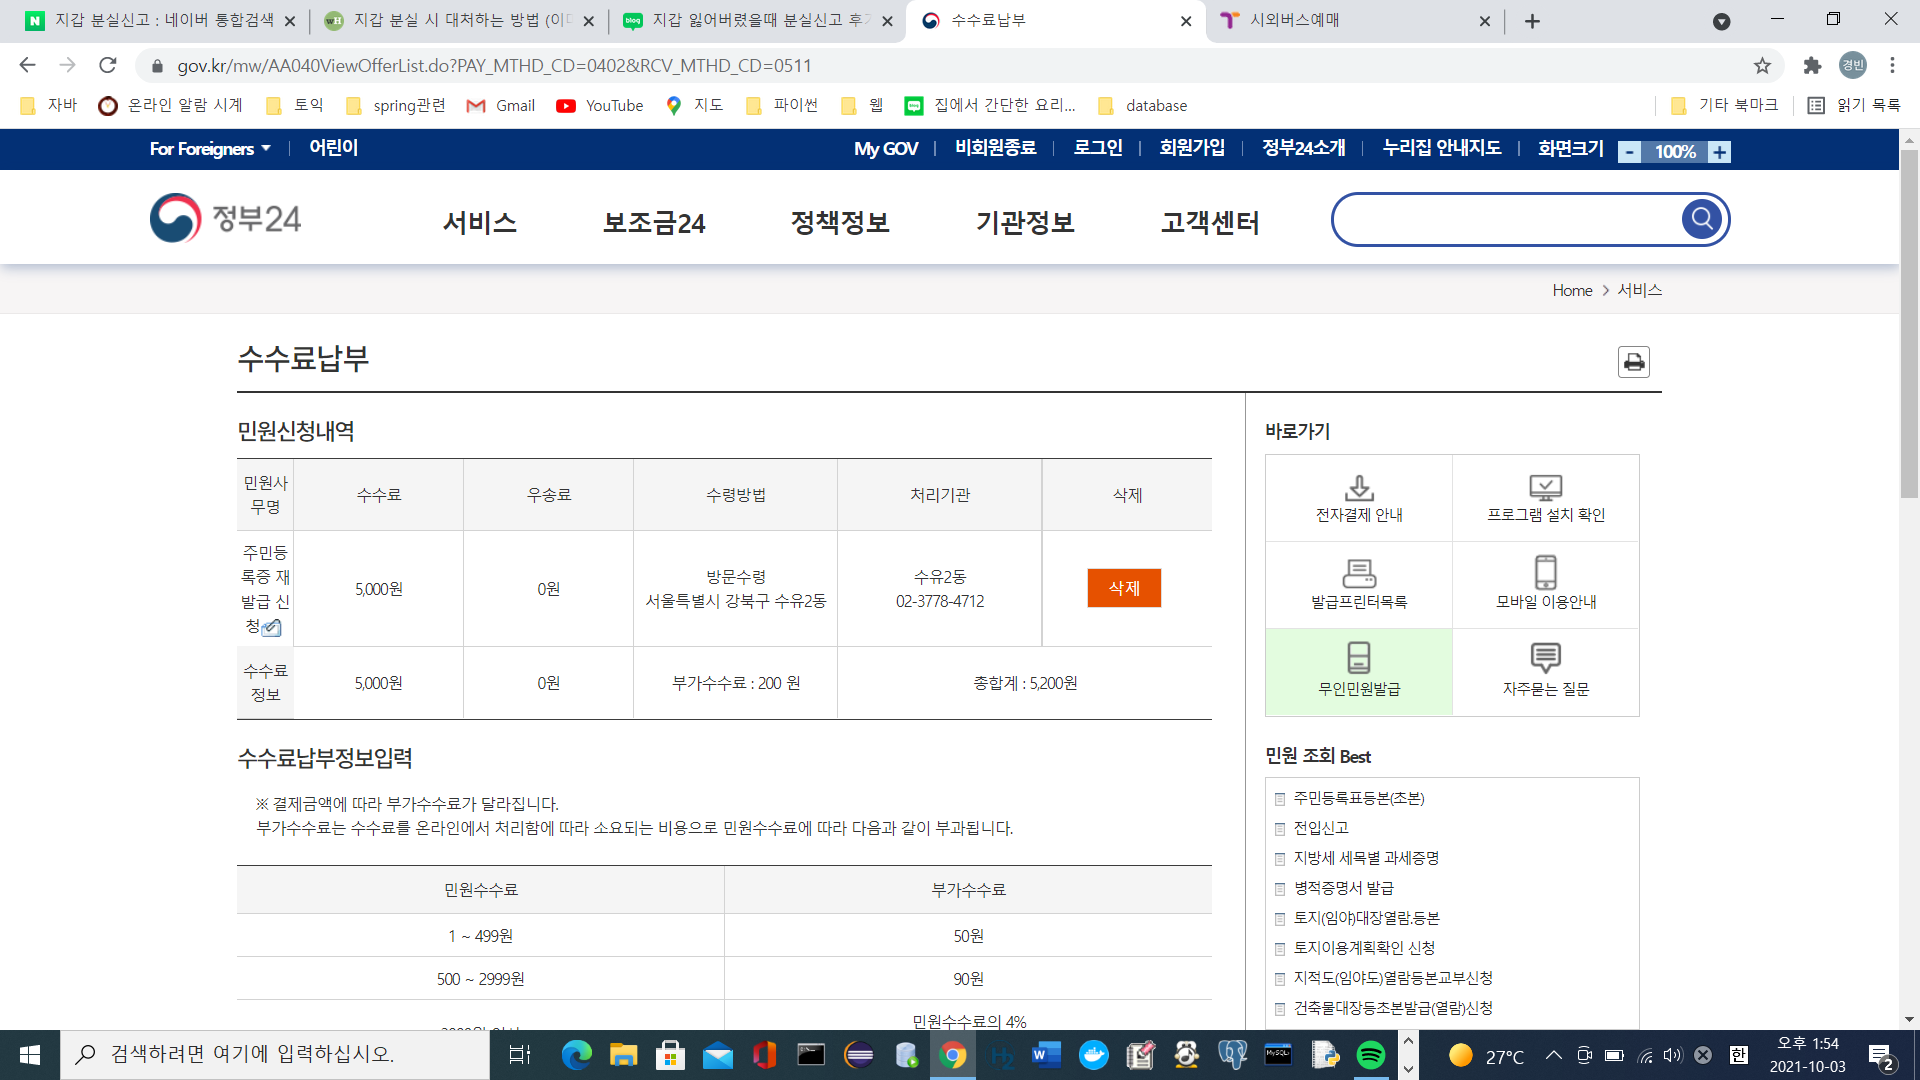 지갑 분실신고 : 네이버 통합검색
지갑 분실 시 대처하는 방법 (이미
지갑 잃어버렸을때 분실신고 후기
수수료납부
시외버스예매
gov.kr/mw/AA040ViewOfferList.do?PAY_MTHD_CD=0402&RCV_MTHD_CD=0511
경빈
자바
온라인 알람 시계
토익
spring관련
Gmail
YouTube
지도
파이썬
웹
집에서 간단한 요리...
database
기타 북마크
읽기 목록
For Foreigners
어린이
My GOV
비회원종료
로그인
회원가입
정부24소개
누리집 안내지도
화면크기
- 100% +
정부24
서비스
보조금24
정책정보
기관정보
고객센터
Home > 서비스
수수료납부
민원신청내역
민원사
무명
수수료
우송료
수령방법
처리기관
삭제
주민등
록증 재
발급 신
청
5,000원
0원
방문수령
서울특별시 강북구 수유2동
수유2동
02-3778-4712
삭제
수수료
정보
5,000원
0원
부가수수료 : 200 원
총합계 : 5,200원
수수료납부정보입력
※ 결제금액에 따라 부가수수료가 달라집니다.
부가수수료는 수수료를 온라인에서 처리함에 따라 소요되는 비용으로 민원수수료에 따라 다음과 같이 부과됩니다.
민원수수료
부가수수료
1 ~ 499원
50원
500 ~ 2999원
90원
민원수수료의 4%
바로가기
전자결제 안내
프로그램 설치 확인
발급프린터목록
모바일 이용안내
무인민원발급
자주묻는 질문
민원 조회 Best
주민등록표등본(초본)
전입신고
지방세 세목별 과세증명
병적증명서 발급
토지(임야)대장열람.등본
토지이용계획확인 신청
지적도(임야도)열람등본교부신청
건축물대장등초본발급(열람)신청
검색하려면 여기에 입력하십시오.
27°C
한
오후 1:54
2021-10-03
2